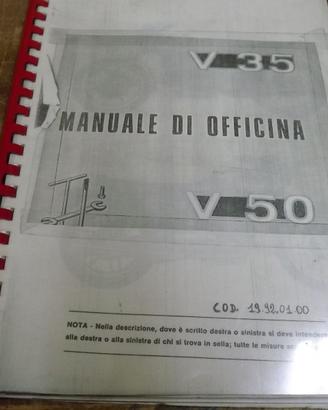 V 35
MANUALE DI OFFICINA
V 50
COD. 19.92.01.00
NOTA - Nella descrizione, dove è scritto destra o sinistra si deve intendere
alla destra o alla sinistra di chi si trova in sella; tutte le misure